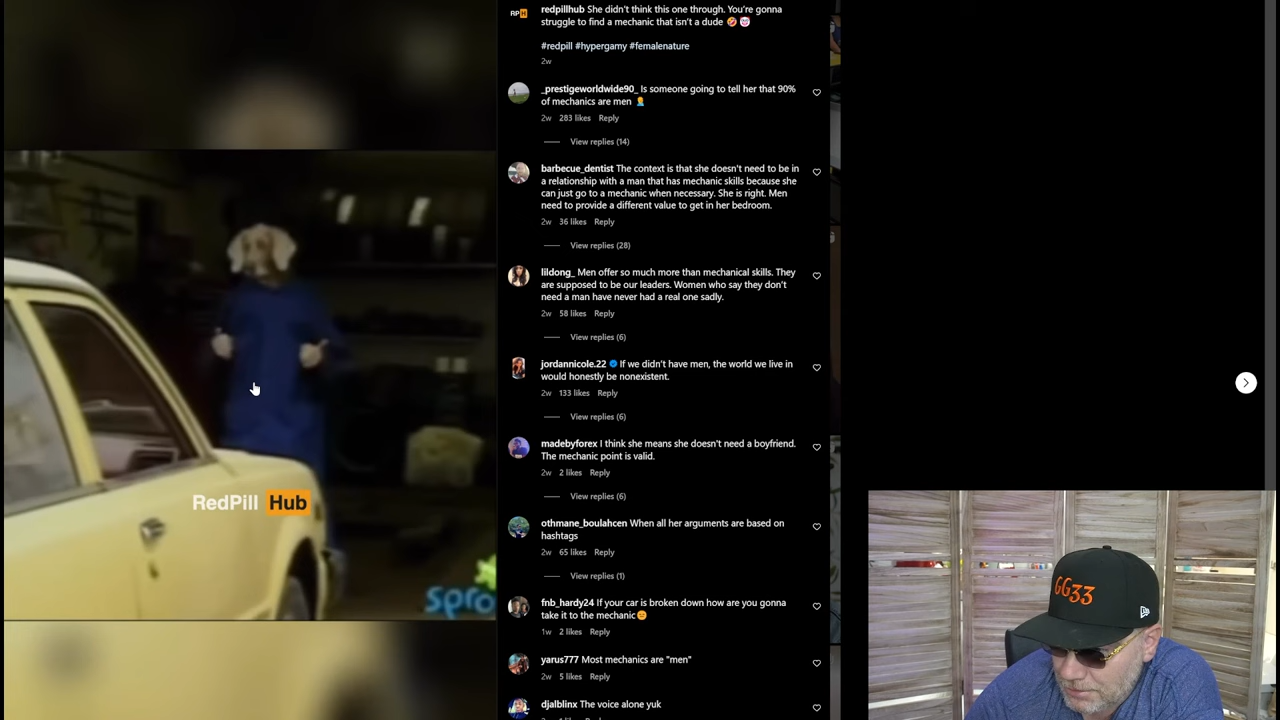 RPH
redpillhub She didn't think this one through. You're gonna
struggle to find a mechanic that isn't a dude 🤣 🤡
#redpill #hypergamy #femalenature
2w
_prestigeworldwide90_ Is someone going to tell her that 90%
of mechanics are men 🤦‍♂️
2w 283 likes Reply
View replies (14)
barbecue_dentist The context is that she doesn't need to be in
a relationship with a man that has mechanic skills because she
can just go to a mechanic when necessary. She is right. Men
need to provide a different value to get in her bedroom.
2w 36 likes Reply
View replies (28)
lildong_ Men offer so much more than mechanical skills. They
are supposed to be our leaders. Women who say they don't
need a man have never had a real one sadly.
2w 58 likes Reply
View replies (6)
jordannicole.22 If we didn't have men, the world we live in
would honestly be nonexistent.
2w 133 likes Reply
View replies (6)
madebyforex I think she means she doesn't need a boyfriend.
The mechanic point is valid.
2w 2 likes Reply
View replies (6)
othmane_boulahcen When all her arguments are based on
hashtags
2w 65 likes Reply
View replies (1)
fnb_hardy24 If your car is broken down how are you gonna
take it to the mechanic😊
1w 2 likes Reply
yarus777 Most mechanics are "men"
2w 5 likes Reply
djalblinx The voice alone yuk
RedPill Hub
spro
GG33